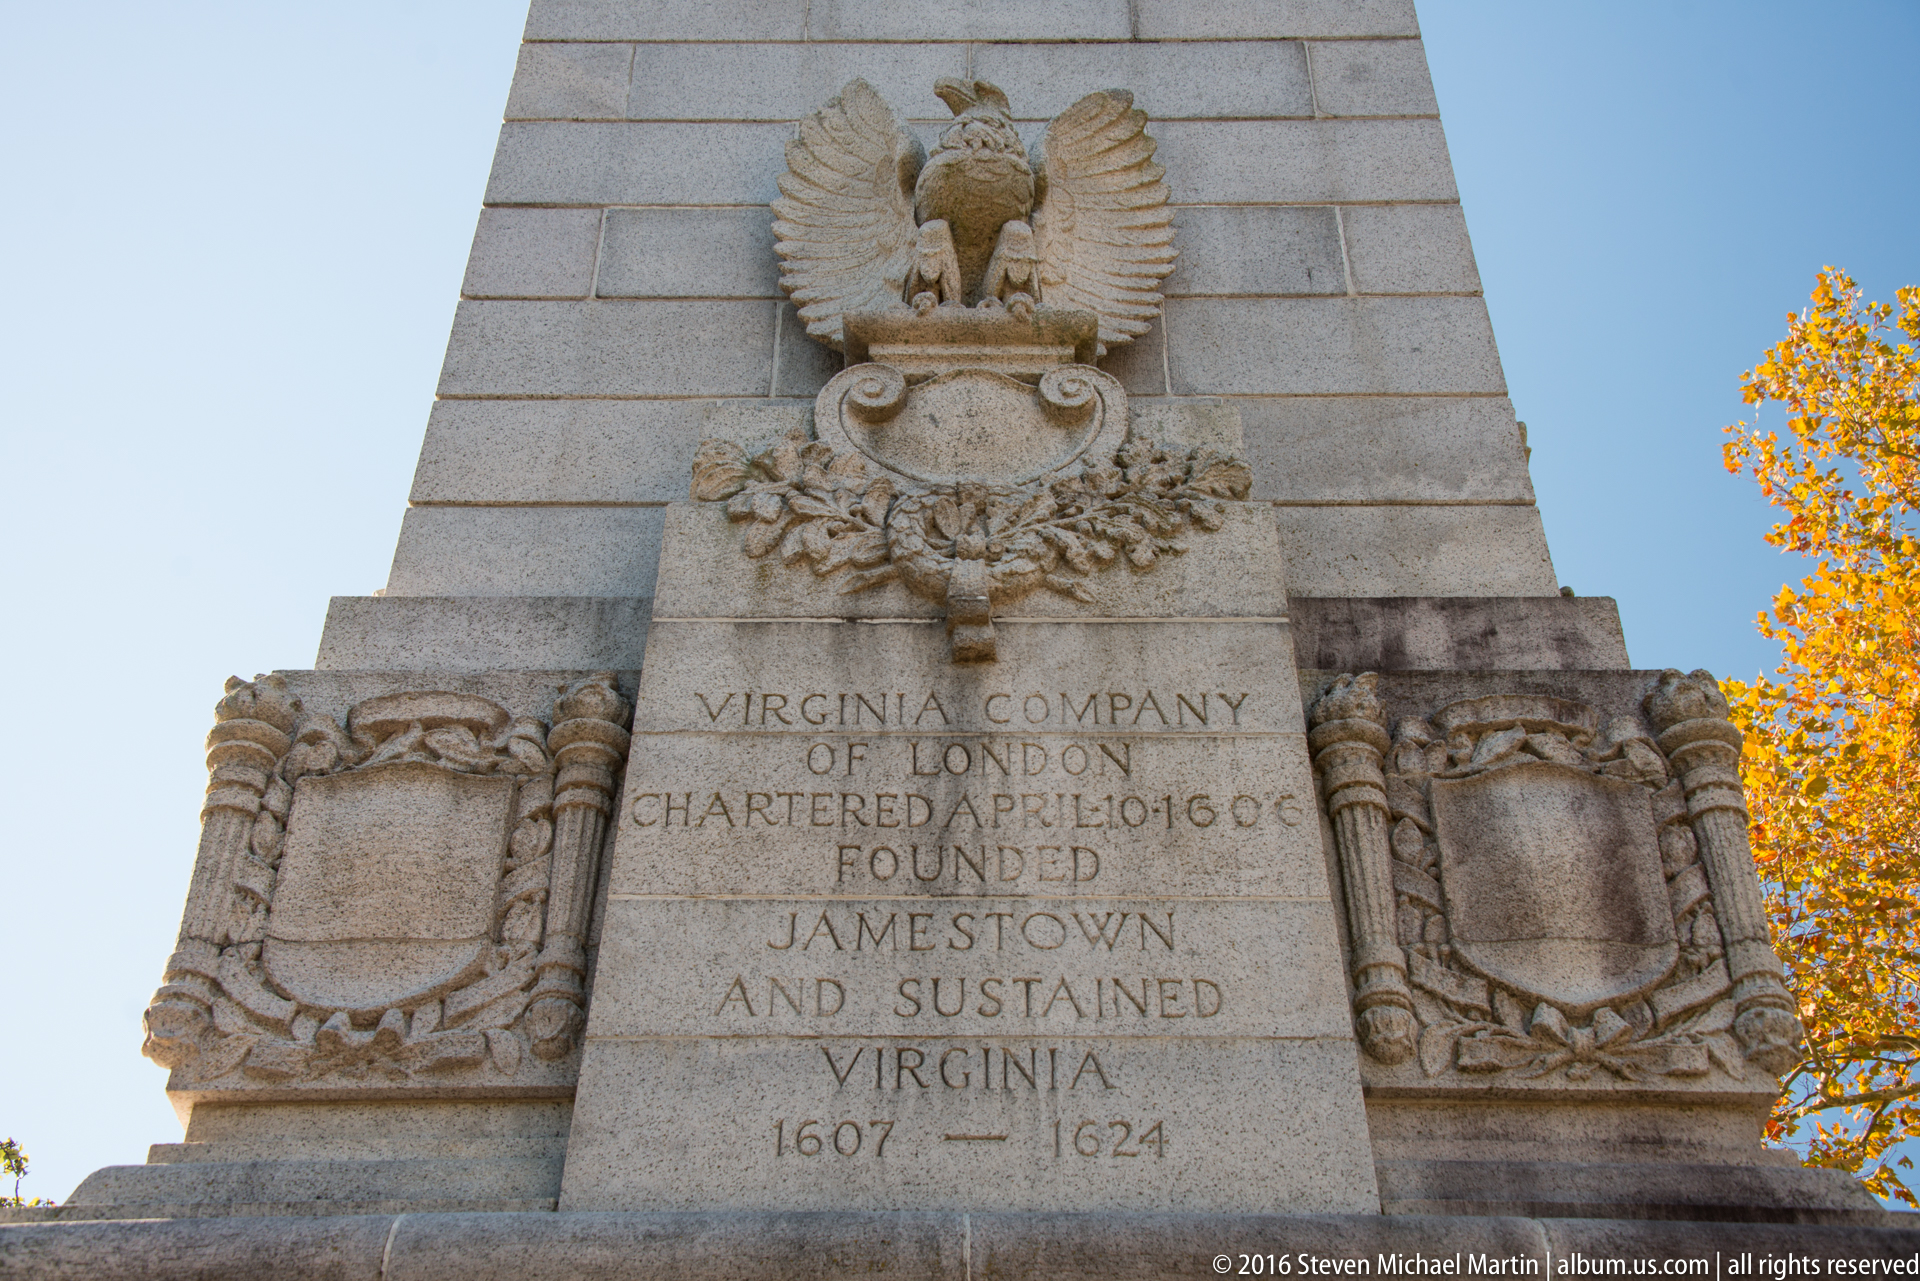 VIRGINIA COMPANY
OF LONDON
CHARTERED APRIL·10·1606
FOUNDED
JAMESTOWN
AND SUSTAINED
VIRGINIA
1607 — 1624
© 2016 Steven Michael Martin | album.us.com | all rights reserved